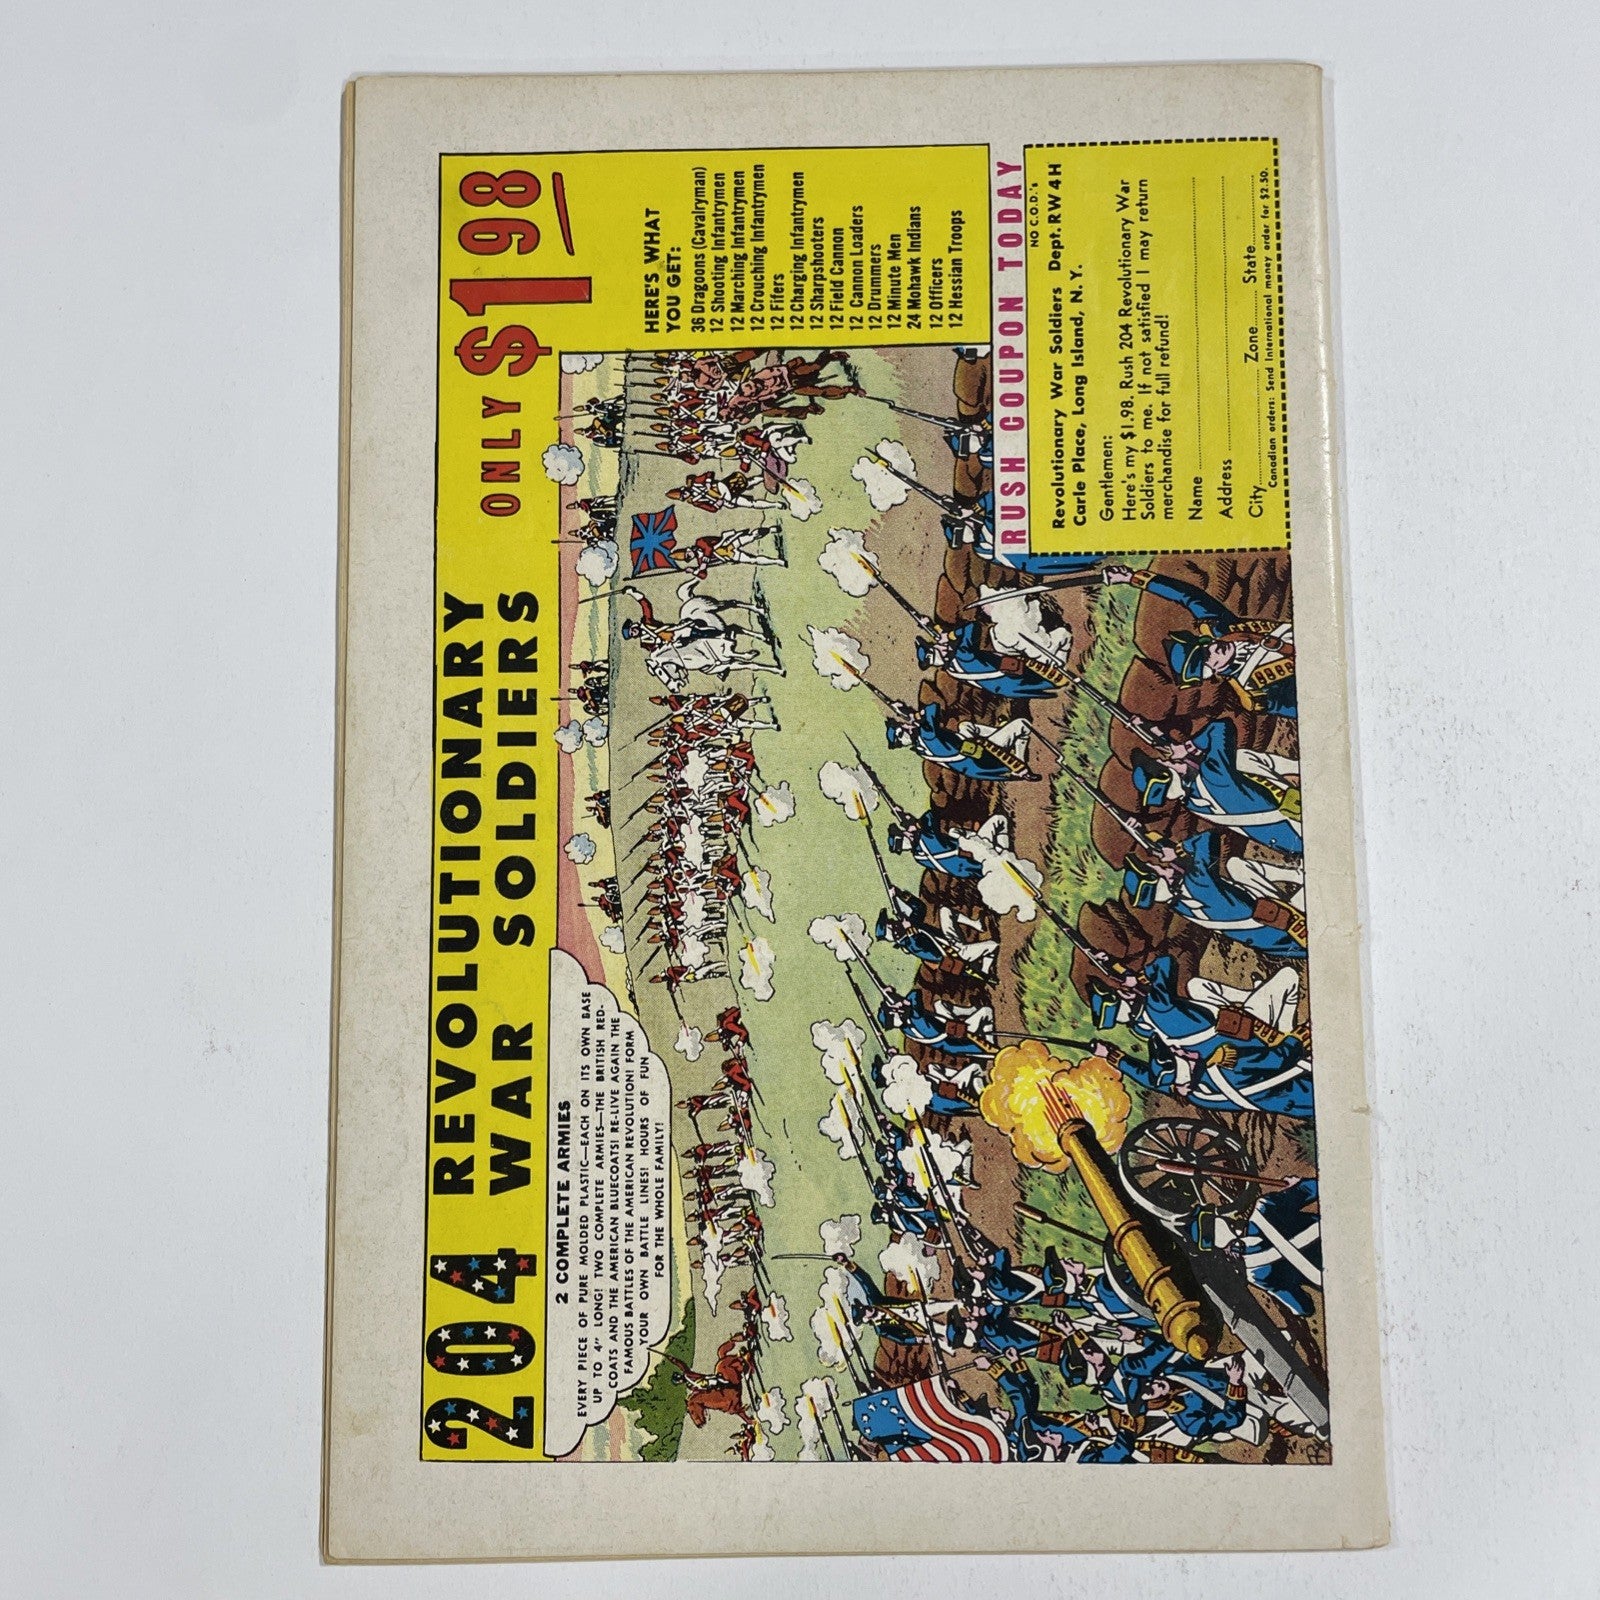 204 REVOLUTIONARY
WAR SOLDIERS
ONLY $1.98
2 COMPLETE ARMIES
EVERY PIECE OF PURE MOLDED PLASTIC—EACH ON ITS OWN BASE
UP TO 4" LONG! TWO COMPLETE ARMIES—THE BRITISH RED-
COATS AND THE AMERICAN BLUECOATS! RE-LIVE AGAIN THE
FAMOUS BATTLES OF THE AMERICAN REVOLUTION! FORM
YOUR OWN BATTLE LINES! HOURS OF FUN
FOR THE WHOLE FAMILY!
HERE'S WHAT
YOU GET:
36 Dragoons (Cavalryman)
12 Shooting Infantrymen
12 Marching Infantrymen
12 Crouching Infantrymen
12 Fifers
12 Charging Infantrymen
12 Sharpshooters
12 Field Cannon
12 Cannon Loaders
12 Drummers
12 Minute Men
24 Mohawk Indians
12 Officers
12 Hessian Troops
RUSH COUPON TODAY
NO C.O.D.'s
Revolutionary War Soldiers Dept. RW4H
Carle Place, Long Island, N. Y.
Gentlemen:
Here's my $1.98. Rush 204 Revolutionary War
Soldiers to me. If not satisfied I may return
merchandise for full refund!
Name
Address
City Zone State
Canadian orders: Send International money order for $2.50.